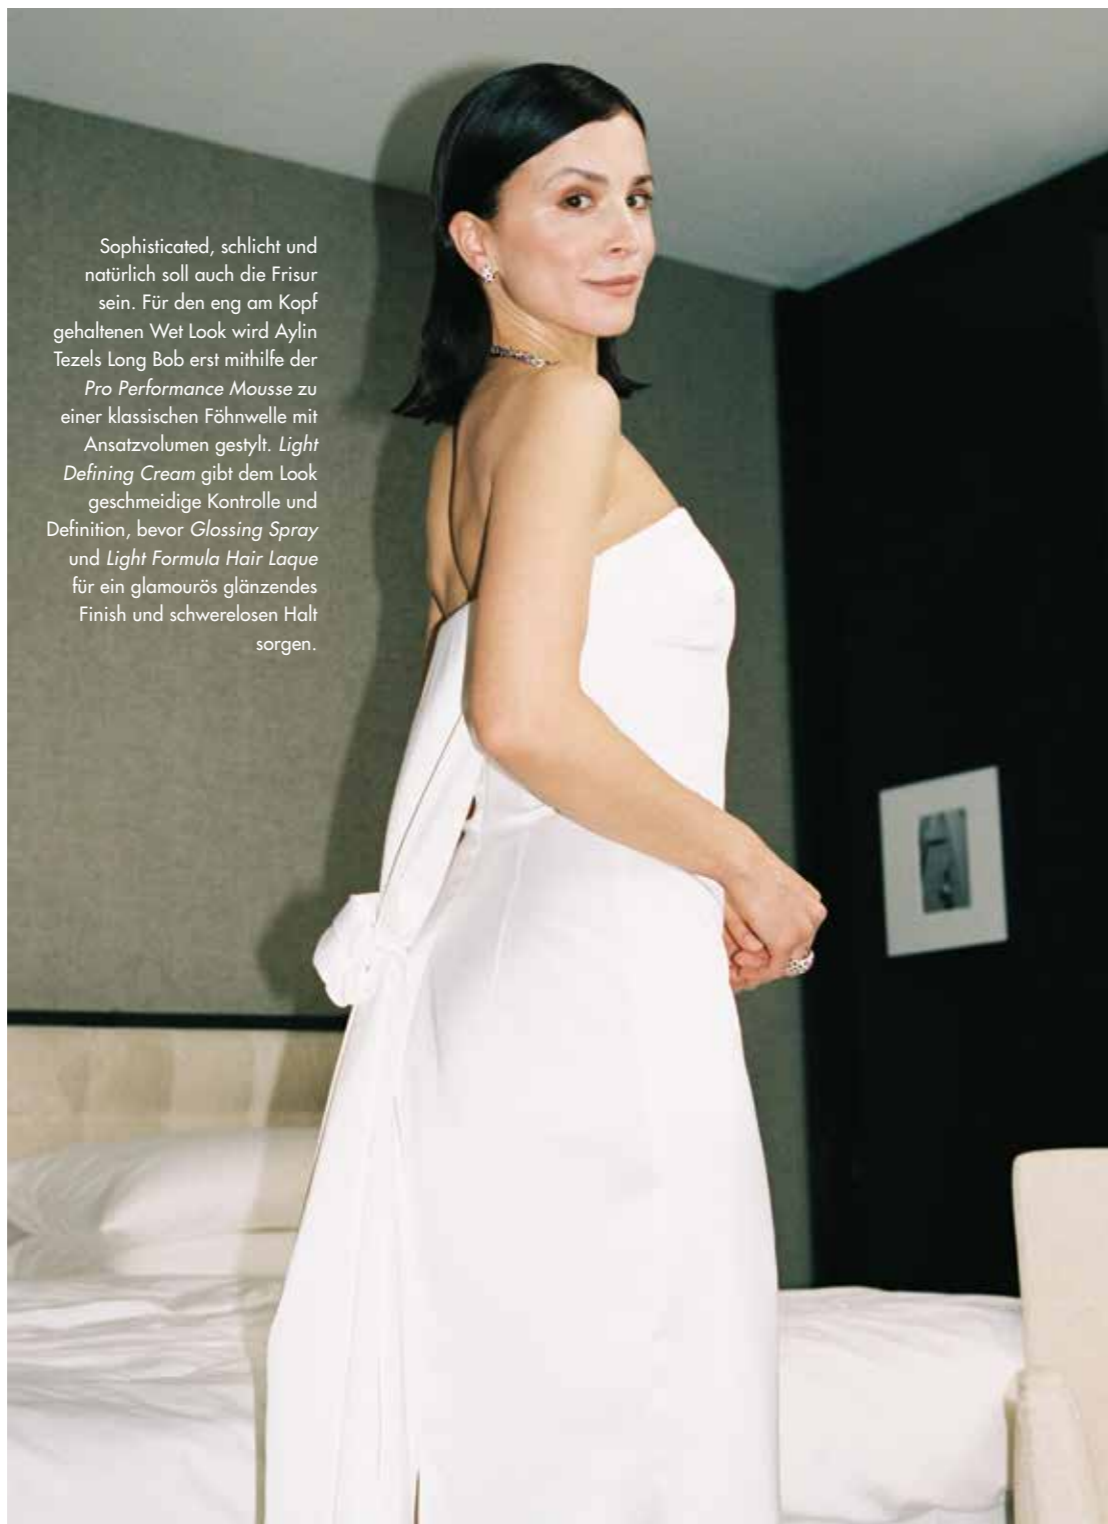 Sophisticated, schlicht und
natürlich soll auch die Frisur
sein. Für den eng am Kopf
gehaltenen Wet Look wird Aylin
Tezels Long Bob erst mithilfe der
Pro Performance Mousse zu
einer klassischen Föhnwelle mit
Ansatzvolumen gestylt. Light
Defining Cream gibt dem Look
geschmeidige Kontrolle und
Definition, bevor Glossing Spray
und Light Formula Hair Laque
für ein glamourös glänzendes
Finish und schwerelosen Halt
sorgen.